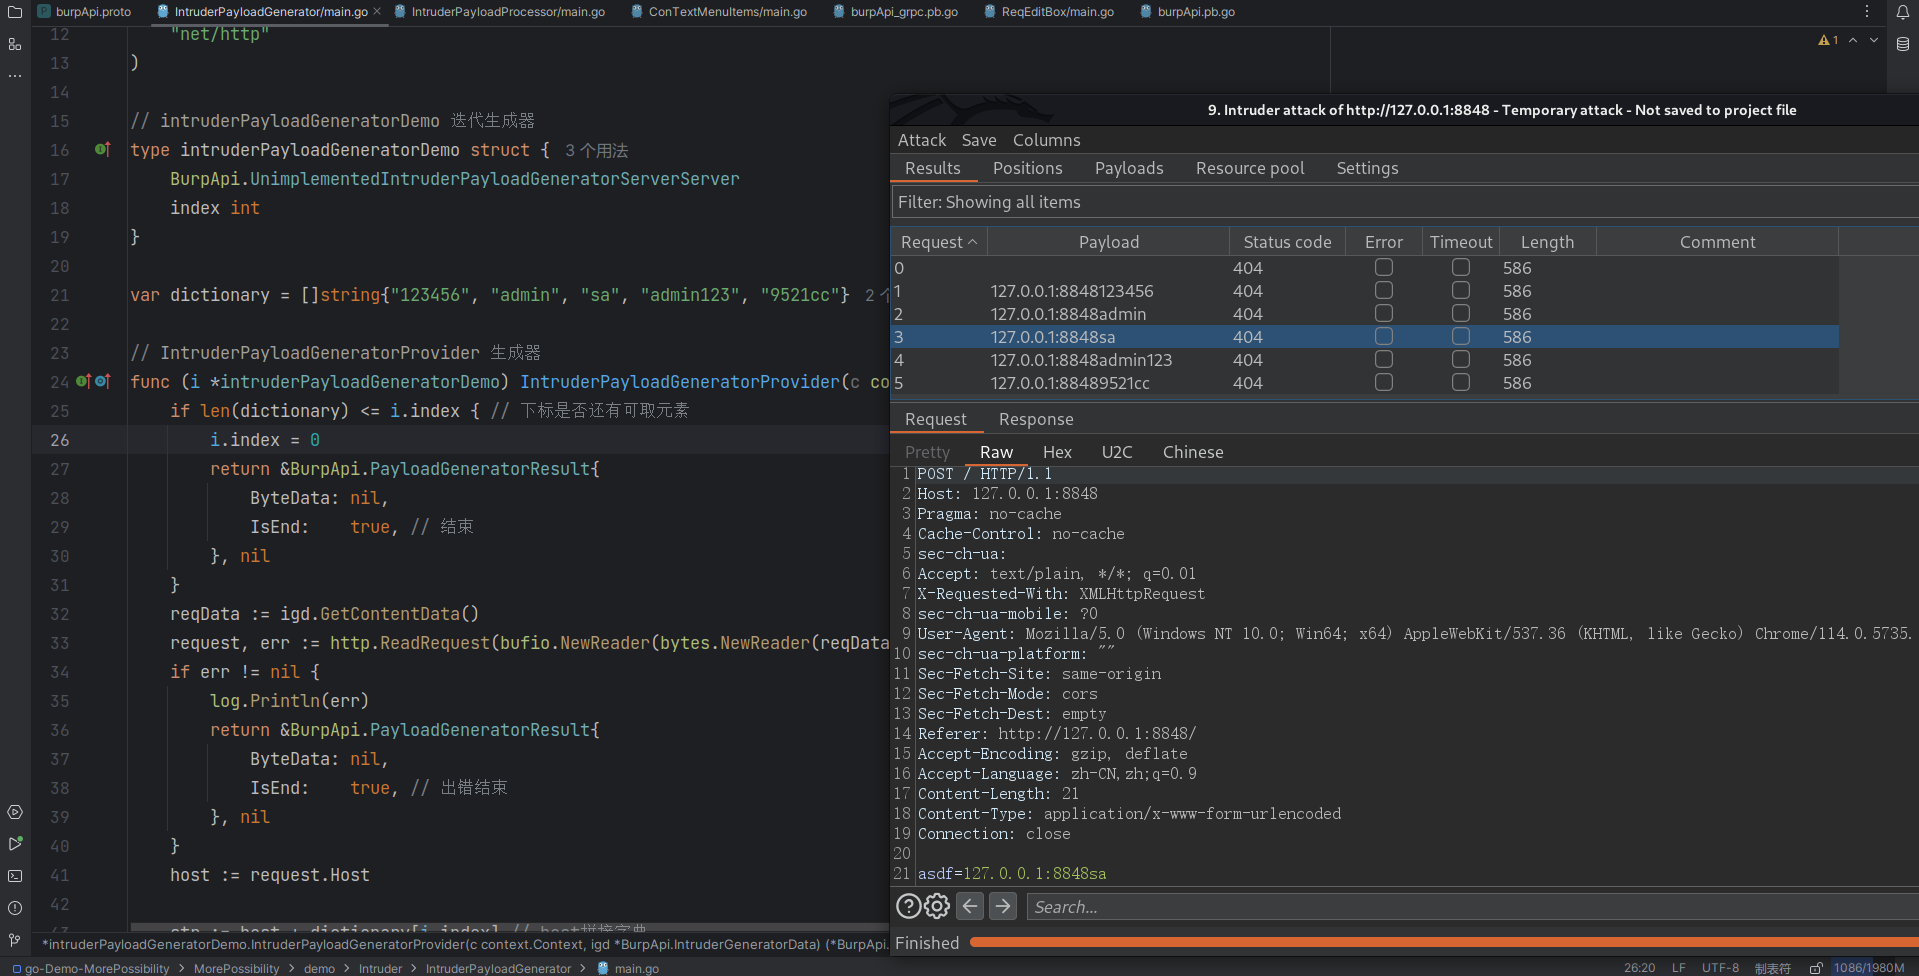 burpApi.proto
IntruderPayloadGenerator/main.go
IntruderPayloadProcessor/main.go
ConTextMenuItems/main.go
burpApi_grpc.pb.go
ReqEditBox/main.go
burpApi.pb.go
1
12 "net/http"
13 )
14
15 // intruderPayloadGeneratorDemo 迭代生成器
16 type intruderPayloadGeneratorDemo struct { 3 个用法
17 BurpApi.UnimplementedIntruderPayloadGeneratorServerServer
18 index int
19 }
20
21 var dictionary = []string{"123456", "admin", "sa", "admin123", "9521cc"} 2 个
22
23 // IntruderPayloadGeneratorProvider 生成器
24 func (i *intruderPayloadGeneratorDemo) IntruderPayloadGeneratorProvider(c co
25 if len(dictionary) <= i.index { // 下标是否还有可取元素
26 i.index = 0
27 return &BurpApi.PayloadGeneratorResult{
28 ByteData: nil,
29 IsEnd: true, // 结束
30 }, nil
31 }
32 reqData := igd.GetContentData()
33 request, err := http.ReadRequest(bufio.NewReader(bytes.NewReader(reqData
34 if err != nil {
35 log.Println(err)
36 return &BurpApi.PayloadGeneratorResult{
37 ByteData: nil,
38 IsEnd: true, // 出错结束
39 }, nil
40 }
41 host := request.Host
42
43 str := host + dictionary[i.index] // host拼接字典
*intruderPayloadGeneratorDemo.IntruderPayloadGeneratorProvider(c context.Context, igd *BurpApi.IntruderGeneratorData) (*BurpApi.
9. Intruder attack of http://127.0.0.1:8848 - Temporary attack - Not saved to project file
Attack Save Columns
Results Positions Payloads Resource pool Settings
Filter: Showing all items
Request Payload Status code Error Timeout Length Comment
0 404 586
1 127.0.0.1:8848123456 404 586
2 127.0.0.1:8848admin 404 586
3 127.0.0.1:8848sa 404 586
4 127.0.0.1:8848admin123 404 586
5 127.0.0.1:88489521cc 404 586
Request Response
Pretty Raw Hex U2C Chinese
1 POST / HTTP/1.1
2 Host: 127.0.0.1:8848
3 Pragma: no-cache
4 Cache-Control: no-cache
5 sec-ch-ua:
6 Accept: text/plain, */*; q=0.01
7 X-Requested-With: XMLHttpRequest
8 sec-ch-ua-mobile: ?0
9 User-Agent: Mozilla/5.0 (Windows NT 10.0; Win64; x64) AppleWebKit/537.36 (KHTML, like Gecko) Chrome/114.0.5735.
10 sec-ch-ua-platform: ""
11 Sec-Fetch-Site: same-origin
12 Sec-Fetch-Mode: cors
13 Sec-Fetch-Dest: empty
14 Referer: http://127.0.0.1:8848/
15 Accept-Encoding: gzip, deflate
16 Accept-Language: zh-CN,zh;q=0.9
17 Content-Length: 21
18 Content-Type: application/x-www-form-urlencoded
19 Connection: close
20
21 asdf=127.0.0.1:8848sa
Search...
Finished
go-Demo-MorePossibility > MorePossibility > demo > Intruder > IntruderPayloadGenerator > main.go
26:20 LF UTF-8 制表符 1086/1980M